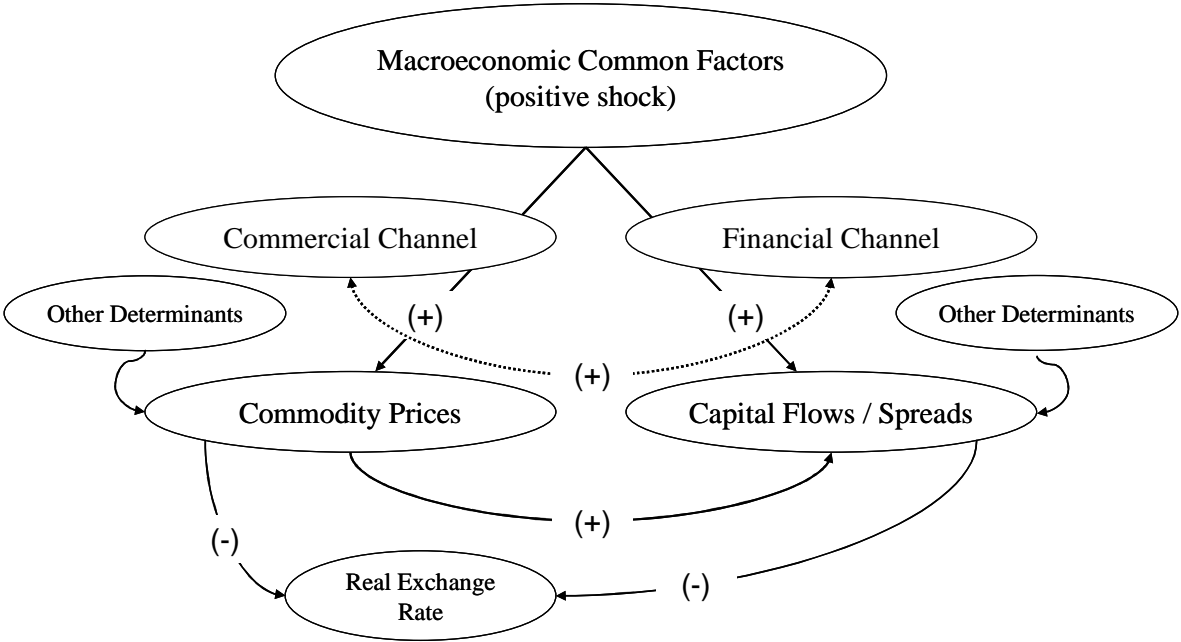 Macroeconomic Common Factors
(positive shock)
Commercial Channel
Financial Channel
Other Determinants
(+)
(+)
Other Determinants
(+)
Commodity Prices
Capital Flows / Spreads
(+)
(-)
Real Exchange
Rate
(-)